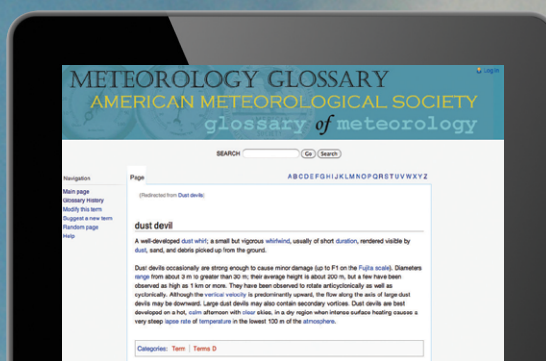 Log in
METEOROLOGY GLOSSARY
AMERICAN METEOROLOGICAL SOCIETY
glossary of meteorology
SEARCH Go Search
Navigation
Main page
Glossary History
Modify this term
Suggest a new term
Random page
Help
Page
A B C D E F G H I J K L M N O P Q R S T U V W X Y Z
(Redirected from Dust devils)
dust devil
A well-developed dust whirl; a small but vigorous whirlwind, usually of short duration, rendered visible by
dust, sand, and debris picked up from the ground.
Dust devils occasionally are strong enough to cause minor damage (up to F1 on the Fujita scale). Diameters
range from about 3 m to greater than 30 m; their average height is about 200 m, but a few have been
observed as high as 1 km or more. They have been observed to rotate anticyclonically as well as
cyclonically. Although the vertical velocity is predominantly upward, the flow along the axis of large dust
devils may be downward. Large dust devils may also contain secondary vortices. Dust devils are best
developed on a hot, calm afternoon with clear skies, in a dry region when intense surface heating causes a
very steep lapse rate of temperature in the lowest 100 m of the atmosphere.
Categories: Term | Terms D